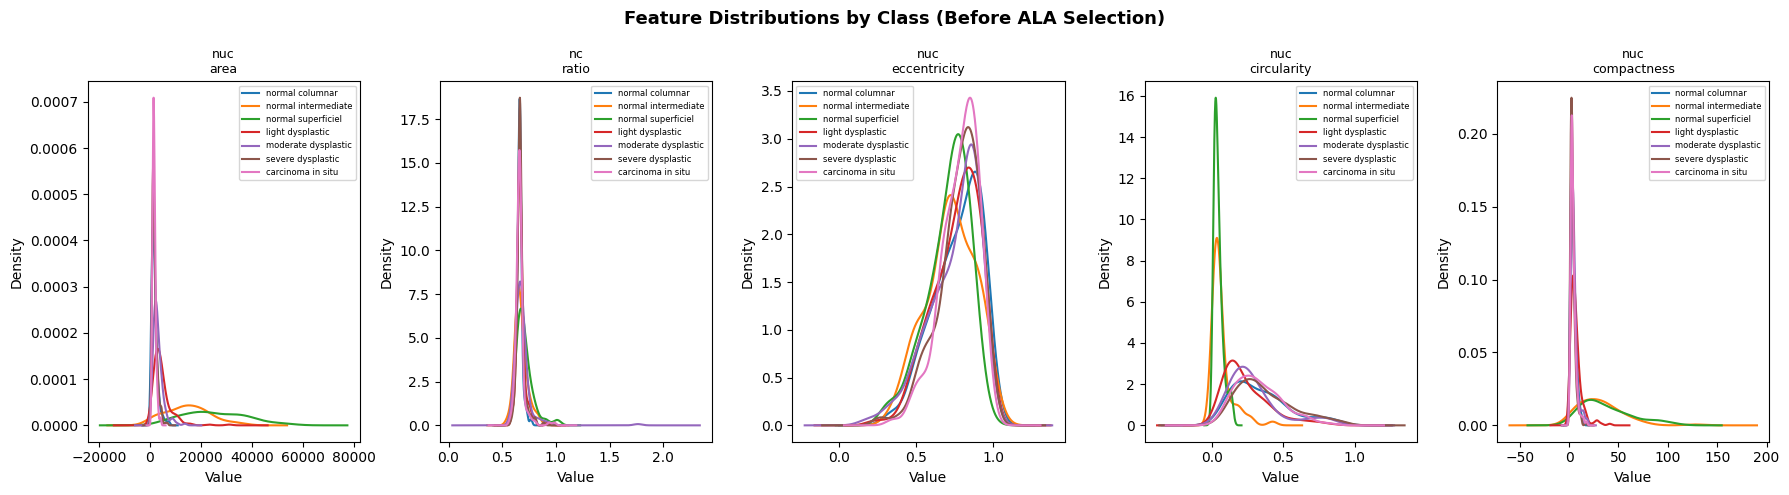 Feature Distributions by Class (Before ALA Selection)
nuc
area
Density
0.0007
0.0006
0.0005
0.0004
0.0003
0.0002
0.0001
0.0000
−20000 0 20000 40000 60000 80000
Value
normal columnar
normal intermediate
normal superficiel
light dysplastic
moderate dysplastic
severe dysplastic
carcinoma in situ
nc
ratio
Density
17.5
15.0
12.5
10.0
7.5
5.0
2.5
0.0
0.0 0.5 1.0 1.5 2.0
Value
normal columnar
normal intermediate
normal superficiel
light dysplastic
moderate dysplastic
severe dysplastic
carcinoma in situ
nuc
eccentricity
Density
3.5
3.0
2.5
2.0
1.5
1.0
0.5
0.0
0.0 0.5 1.0
Value
normal columnar
normal intermediate
normal superficiel
light dysplastic
moderate dysplastic
severe dysplastic
carcinoma in situ
nuc
circularity
Density
16
14
12
10
8
6
4
2
0
0.0 0.5 1.0
Value
normal columnar
normal intermediate
normal superficiel
light dysplastic
moderate dysplastic
severe dysplastic
carcinoma in situ
nuc
compactness
Density
0.20
0.15
0.10
0.05
0.00
−50 0 50 100 150 200
Value
normal columnar
normal intermediate
normal superficiel
light dysplastic
moderate dysplastic
severe dysplastic
carcinoma in situ